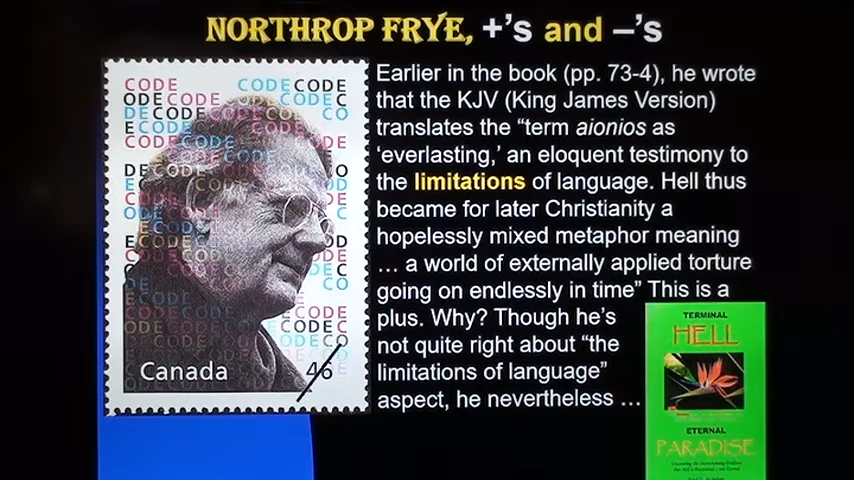 NORTHROP FRYE, +'s and –'s
Earlier in the book (pp. 73-4), he wrote
that the KJV (King James Version)
translates the “term aionios as
‘everlasting,’ an eloquent testimony to
the limitations of language. Hell thus
became for later Christianity a
hopelessly mixed metaphor meaning
… a world of externally applied torture
going on endlessly in time” This is a
plus. Why? Though he's
not quite right about “the
limitations of language”
aspect, he nevertheless …
CODE CODECODE
ODECODE
Canada 46
TERMINAL
HELL
ETERNAL
PARADISE